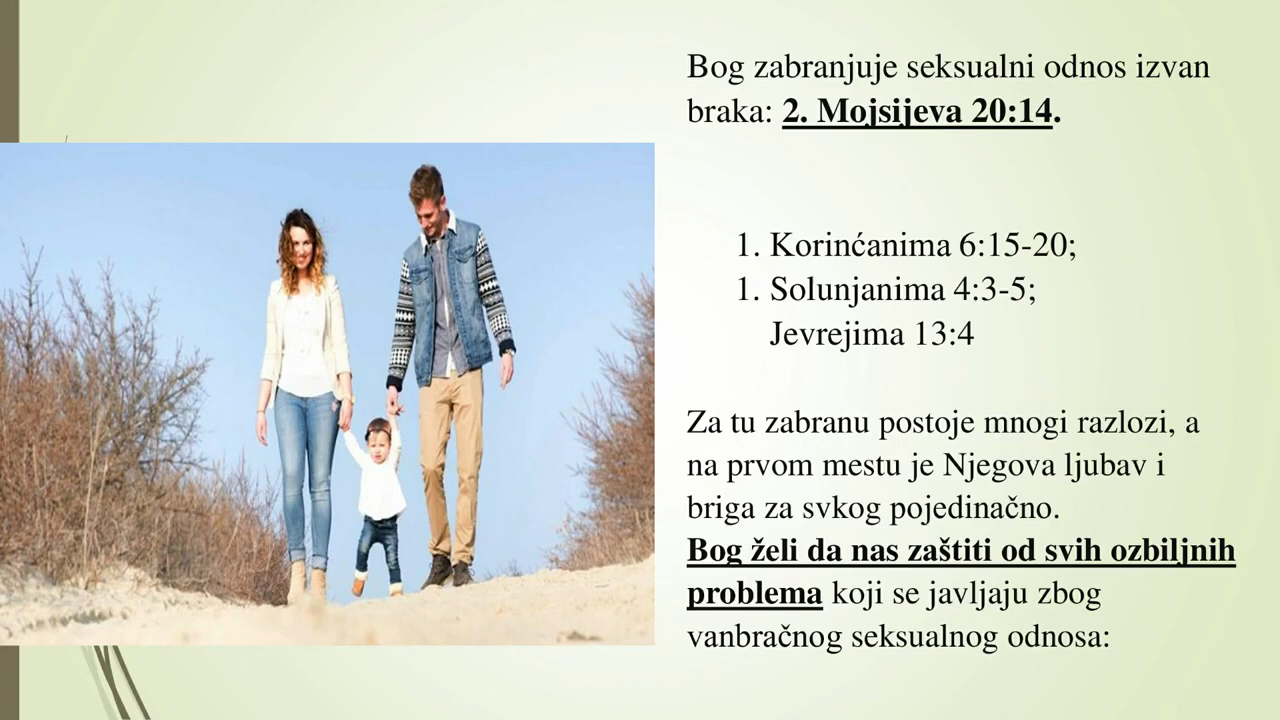 Bog zabranjuje seksualni odnos izvan
braka: 2. Mojsijeva 20:14.
1. Korinćanima 6:15-20;
1. Solunjanima 4:3-5;
Jevrejima 13:4
Za tu zabranu postoje mnogi razlozi, a
na prvom mestu je Njegova ljubav i
briga za svkog pojedinačno.
Bog želi da nas zaštiti od svih ozbiljnih
problema koji se javljaju zbog
vanbračnog seksualnog odnosa: